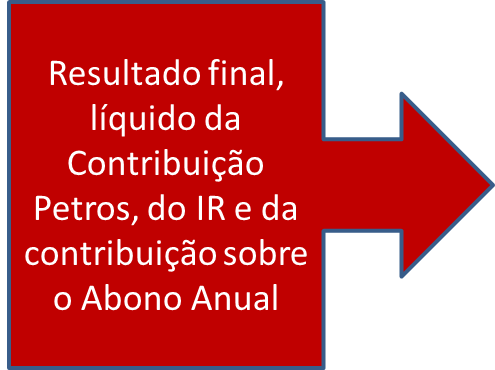 Resultado final,
líquido da
Contribuição
Petros, do IR e da
contribuição sobre
o Abono Anual